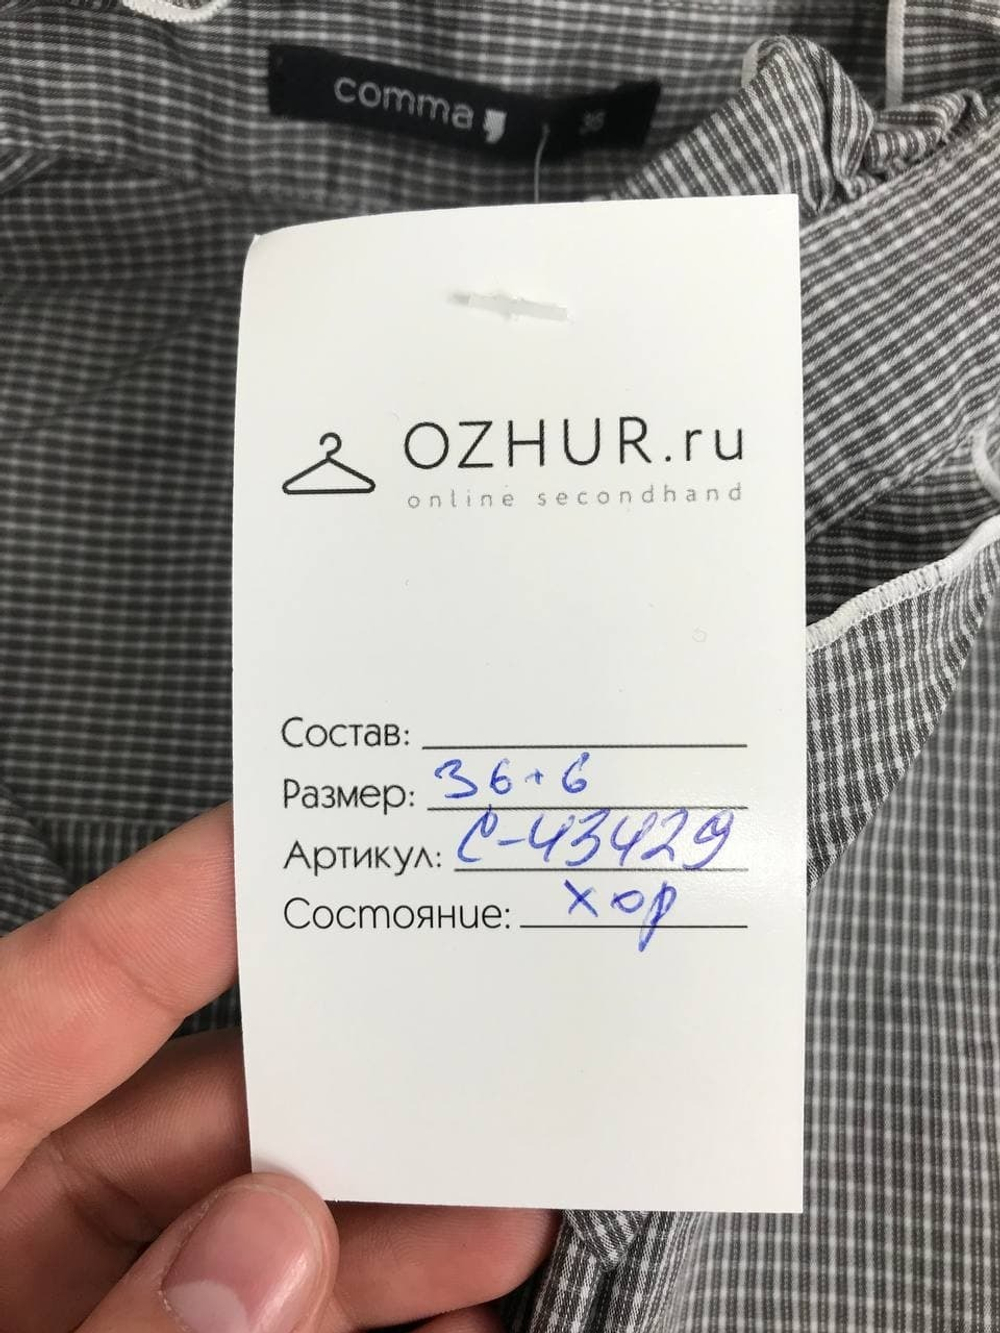 comma,
36
OZHUR.ru
online secondhand
Состав:
Размер: 36+6
Артикул: С-43429
Состояние: хор